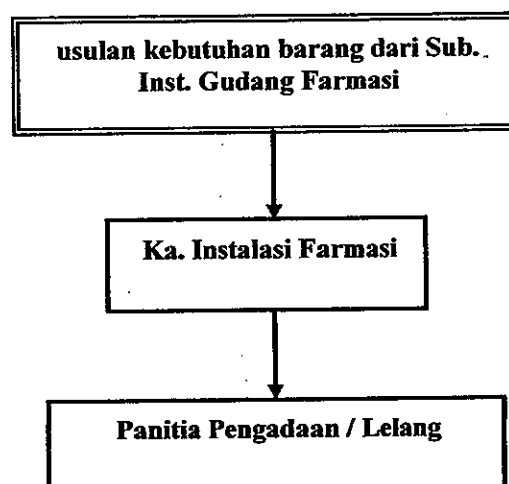 usulan kebutuhan barang dari Sub.
Inst. Gudang Farmasi
Ka. Instalasi Farmasi
Panitia Pengadaan / Lelang